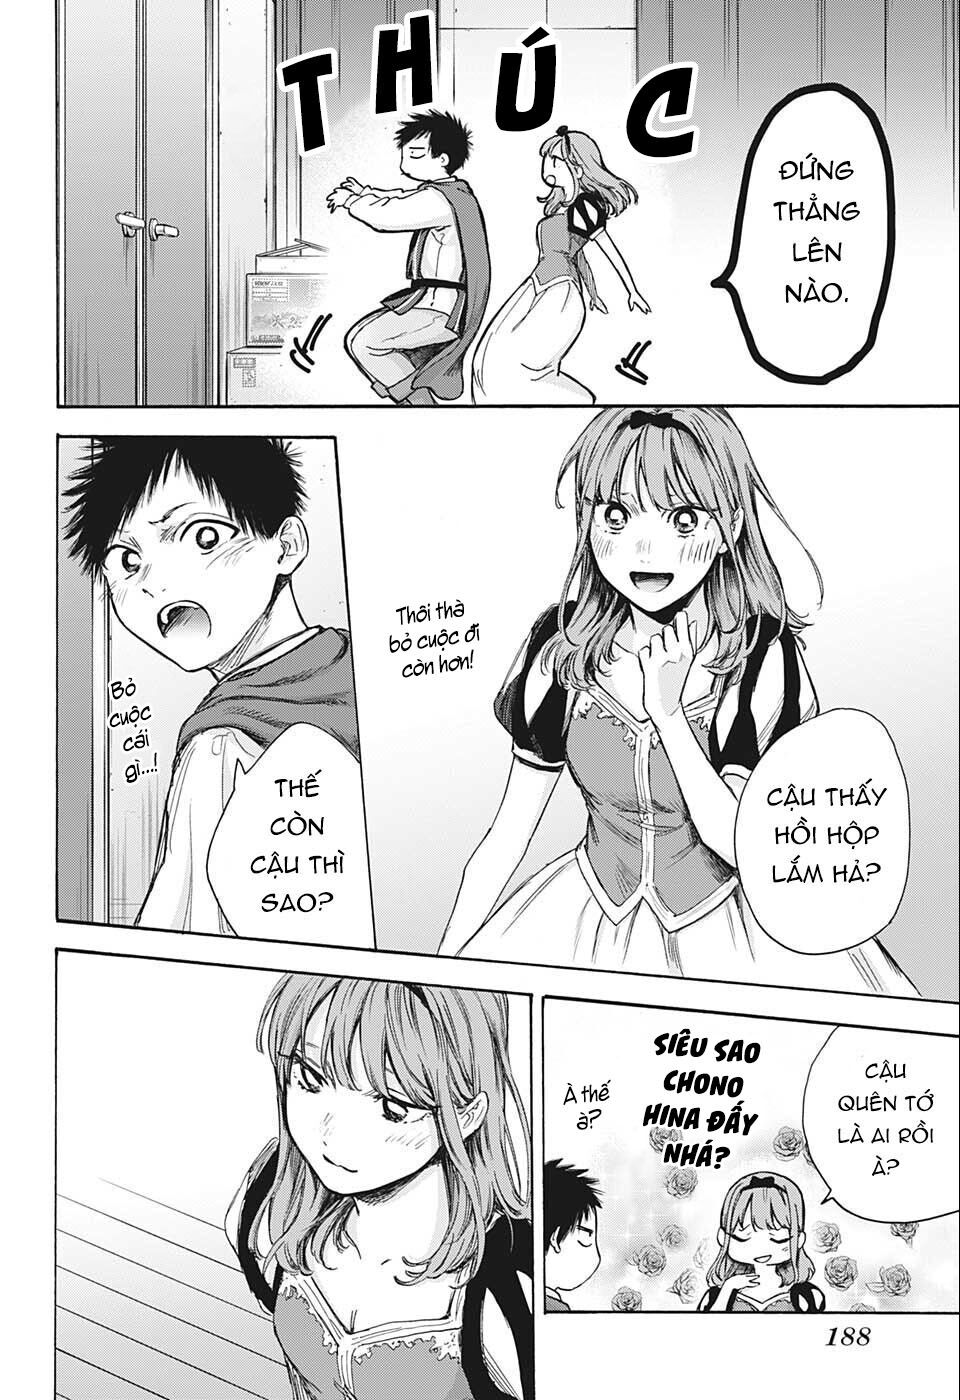 THÚC
ĐỨNG
THẲNG
LÊN
NÀO.
CẬU THẤY
HỒI HỘP
LẮM HẢ?
Thôi thà
bỏ cuộc đi
còn hơn!
THẾ
CÒN
CẬU THÌ
SAO?
Bỏ
cuộc
cái
gì...!
CẬU
QUÊN TỚ
LÀ AI RỒI
À?
SIÊU SAO
CHONO
HINA ĐẤY
NHÁ?
À thế
à?
188